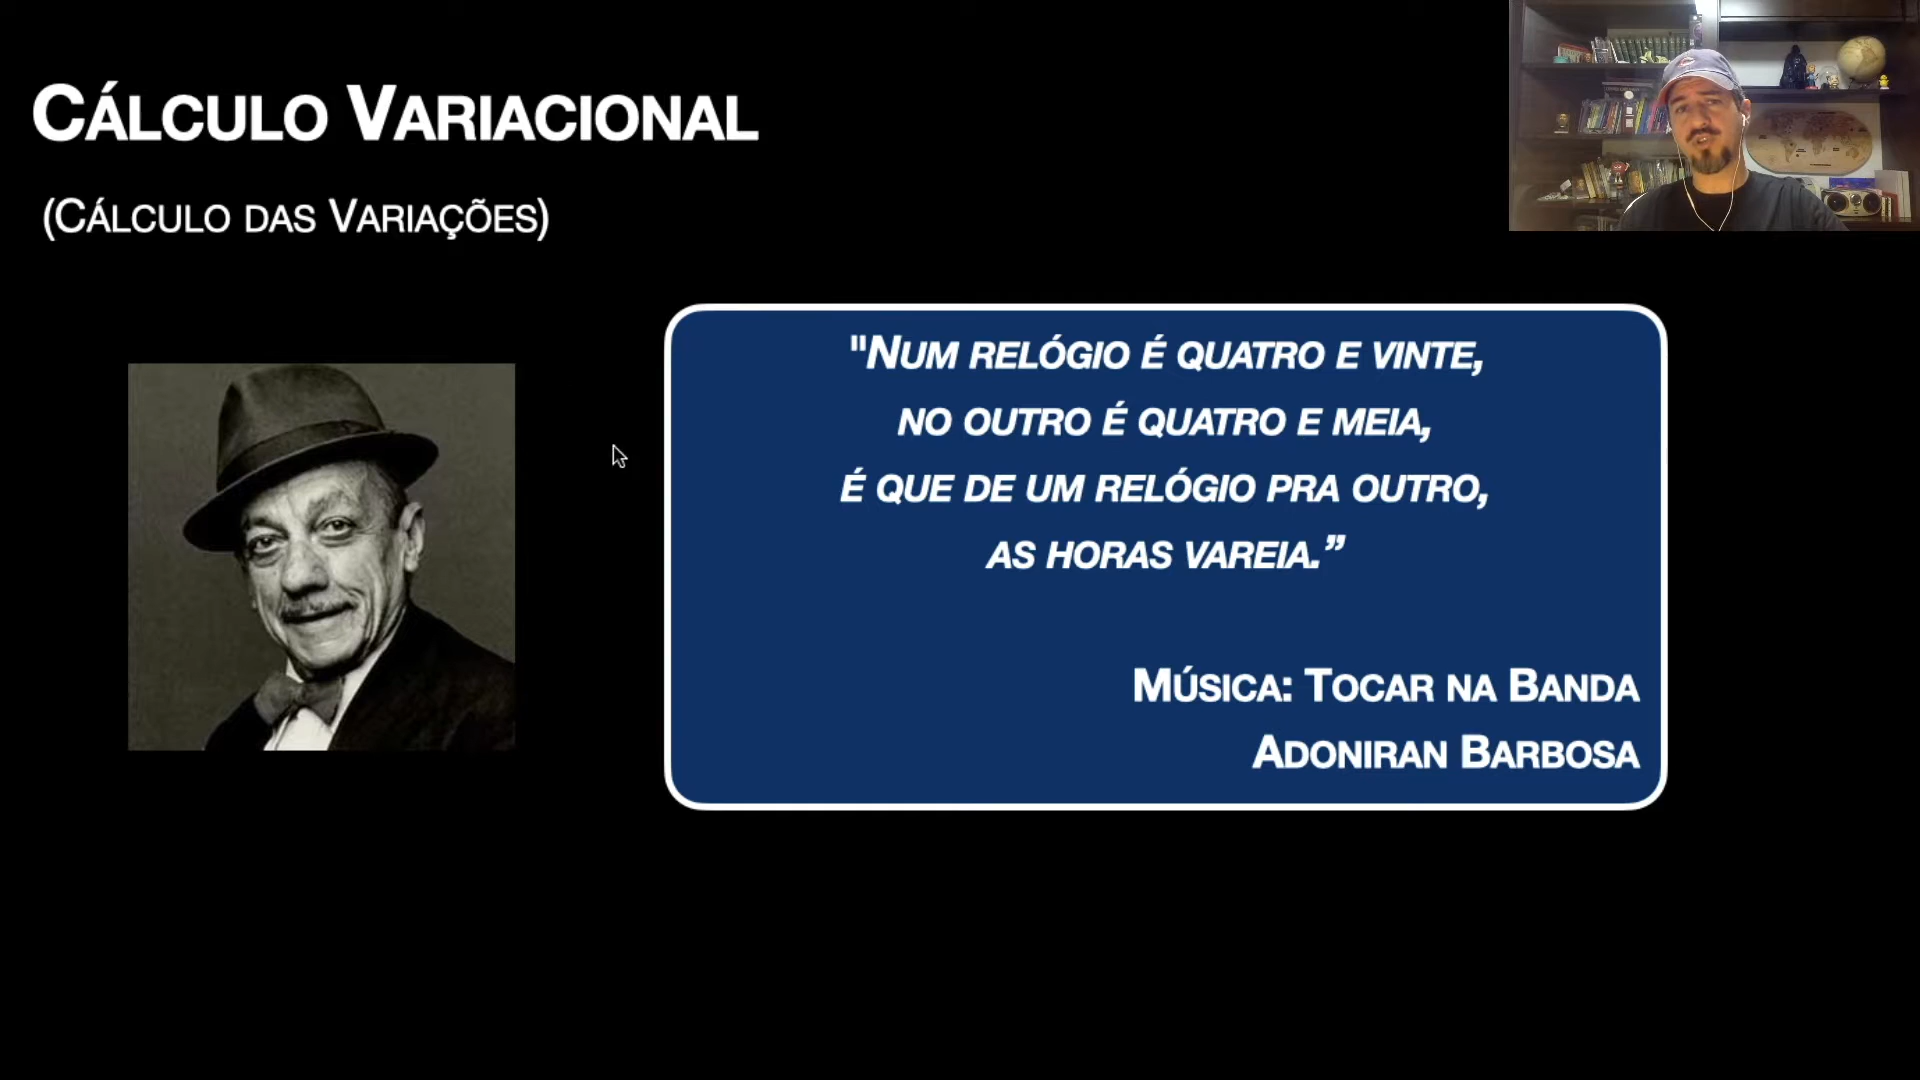 CÁLCULO VARIACIONAL
(CÁLCULO DAS VARIAÇÕES)
"NUM RELÓGIO É QUATRO E VINTE,
NO OUTRO É QUATRO E MEIA,
É QUE DE UM RELÓGIO PRA OUTRO,
AS HORAS VAREIA.”
MÚSICA: TOCAR NA BANDA
ADONIRAN BARBOSA